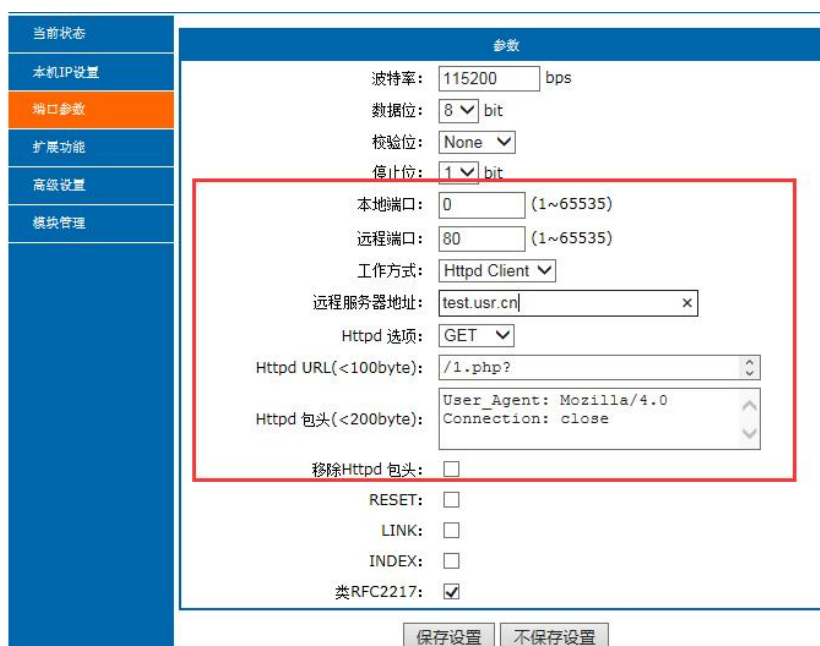 当前状态
本机IP设置
端口参数
扩展功能
高级设置
模块管理
参数
波特率： 115200 bps
数据位： 8 bit
校验位： None
停止位： 1 bit
本地端口： 0 (1~65535)
远程端口： 80 (1~65535)
工作方式： Httpd Client
远程服务器地址： test.usr.cn ×
Httpd 选项： GET
Httpd URL(<100byte)： /1.php?
Httpd 包头(<200byte)： User_Agent: Mozilla/4.0
Connection: close
移除Httpd 包头：
RESET：
LINK：
INDEX：
类RFC2217：
保存设置 不保存设置